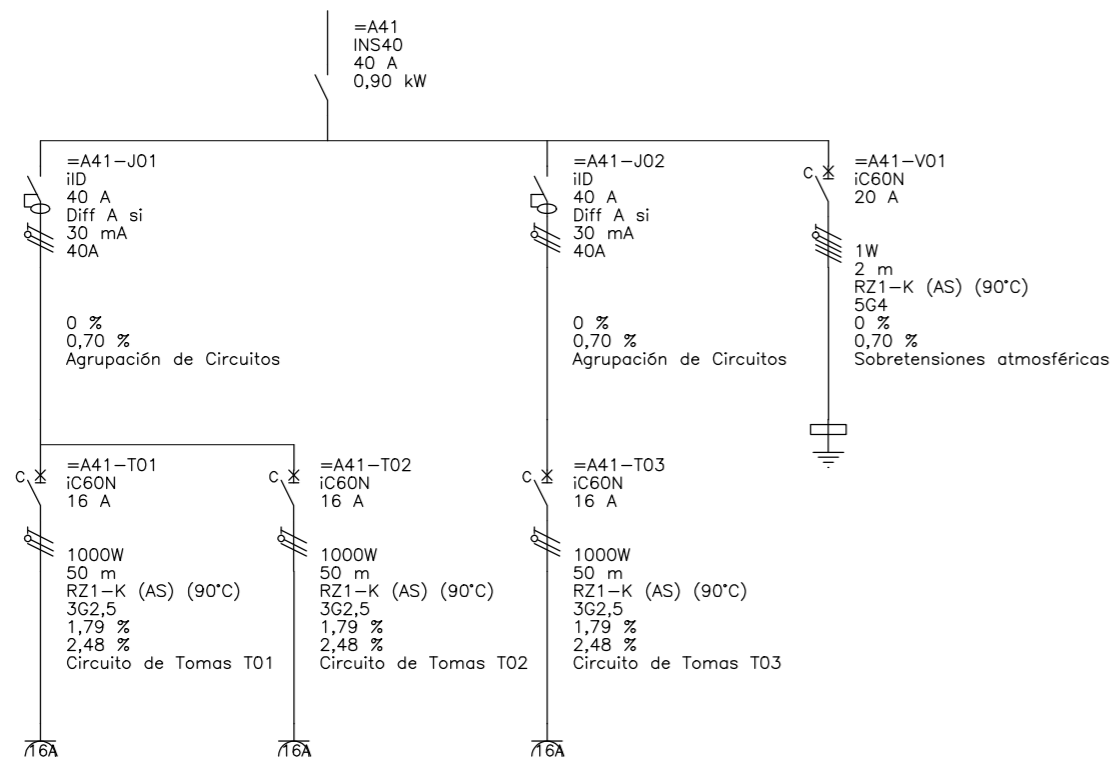 =A41
INS40
40 A
0,90 kW
=A41-J01
iID
40 A
Diff A si
30 mA
40A
0 %
0,70 %
Agrupación de Circuitos
=A41-J02
iID
40 A
Diff A si
30 mA
40A
0 %
0,70 %
Agrupación de Circuitos
C
=A41-V01
iC60N
20 A
1W
2 m
RZ1-K (AS) (90°C)
5G4
0 %
0,70 %
Sobretensiones atmosféricas
C
=A41-T01
iC60N
16 A
1000W
50 m
RZ1-K (AS) (90°C)
3G2,5
1,79 %
2,48 %
Circuito de Tomas T01
16A
C
=A41-T02
iC60N
16 A
1000W
50 m
RZ1-K (AS) (90°C)
3G2,5
1,79 %
2,48 %
Circuito de Tomas T02
16A
C
=A41-T03
iC60N
16 A
1000W
50 m
RZ1-K (AS) (90°C)
3G2,5
1,79 %
2,48 %
Circuito de Tomas T03
16A